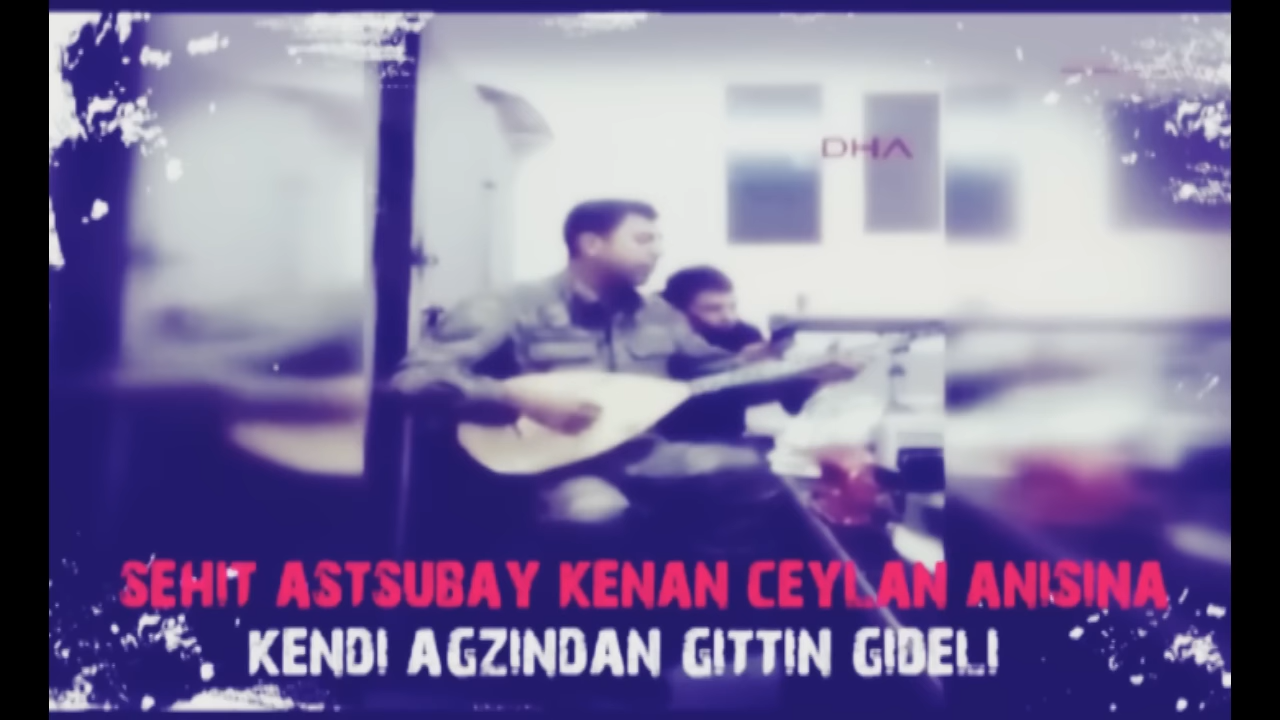 DHA
SEHIT ASTSUBAY KENAN CEYLAN ANISINA
KENDI AGZINDAN GITTIN GIDELI